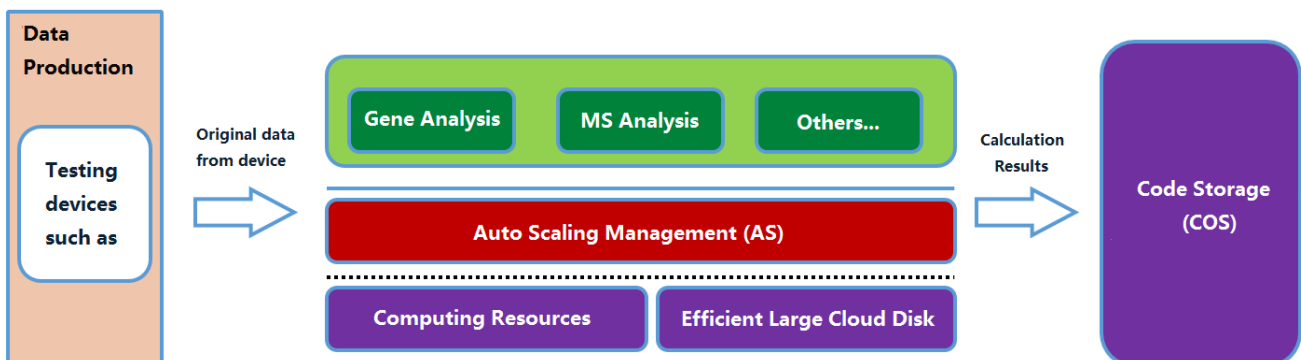 Data
Production
Testing
devices
such as
Original data
from device
Gene Analysis
MS Analysis
Others...
Auto Scaling Management (AS)
Computing Resources
Efficient Large Cloud Disk
Calculation
Results
Code Storage
(COS)